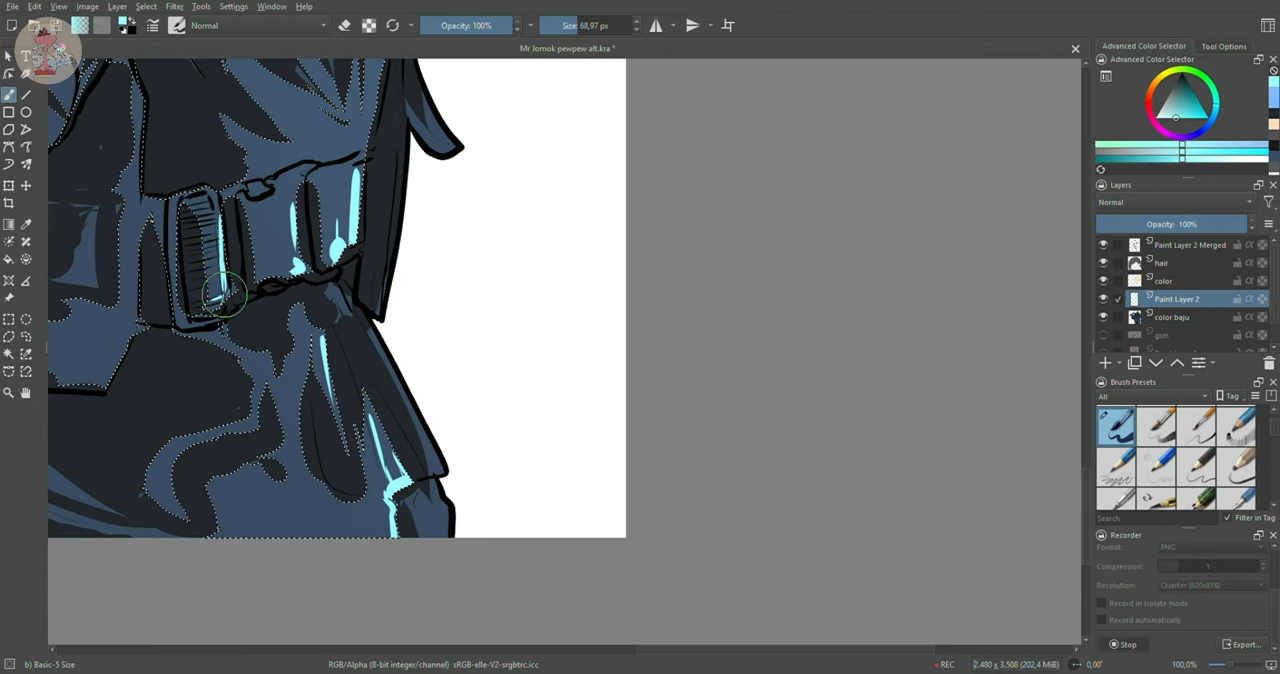 File Edit View Image Layer Select Filter Tools Settings Window Help
Normal
Opacity: 100%
Size: 68,97 px
Mr Jomok pewpew alt.kra *
Advanced Color Selector
Tool Options
Advanced Color Selector
Layers
Normal
Opacity: 100%
Paint Layer 2 Merged
hair
color
Paint Layer 2
color baju
gun
Brush Presets
All
Tag
Search
Filter in Tag
Recorder
Format:
PNG
Compression:
1
Resolution:
Quarter (620x876)
Record in isolate mode
Record automatically
Stop
Export...
b) Basic-5 Size
RGB/Alpha (8-bit integer/channel) sRGB-elle-V2-srgbtrc.icc
REC
2.480 x 3.508 (202,4 MiB)
0,00°
100,0%